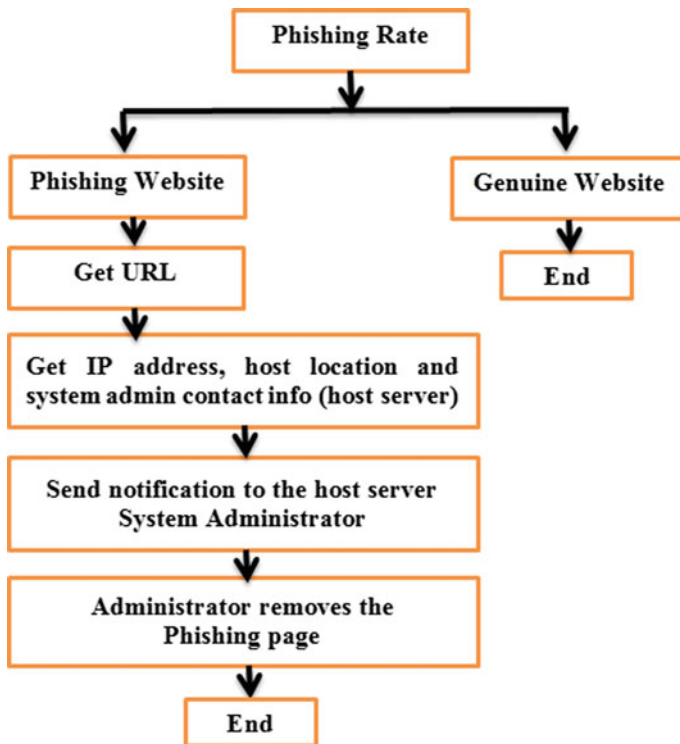 Phishing Rate
Phishing Website
Genuine Website
Get URL
End
Get IP address, host location and
system admin contact info (host server)
Send notification to the host server
System Administrator
Administrator removes the
Phishing page
End